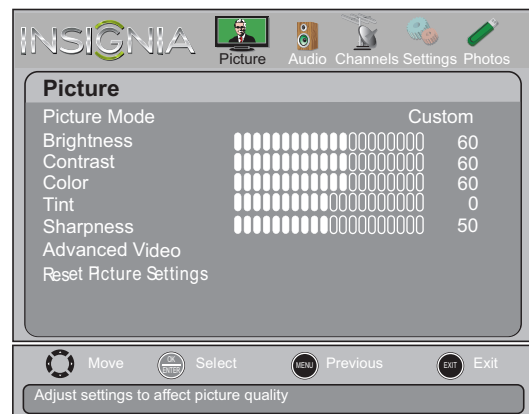 INSIGNIA
Picture Audio Channels Settings Photos
Picture
Picture Mode Custom
Brightness 60
Contrast 60
Color 60
Tint 0
Sharpness 50
Advanced Video
Reset Picture Settings
Move OK ENTER Select MENU Previous EXIT Exit
Adjust settings to affect picture quality